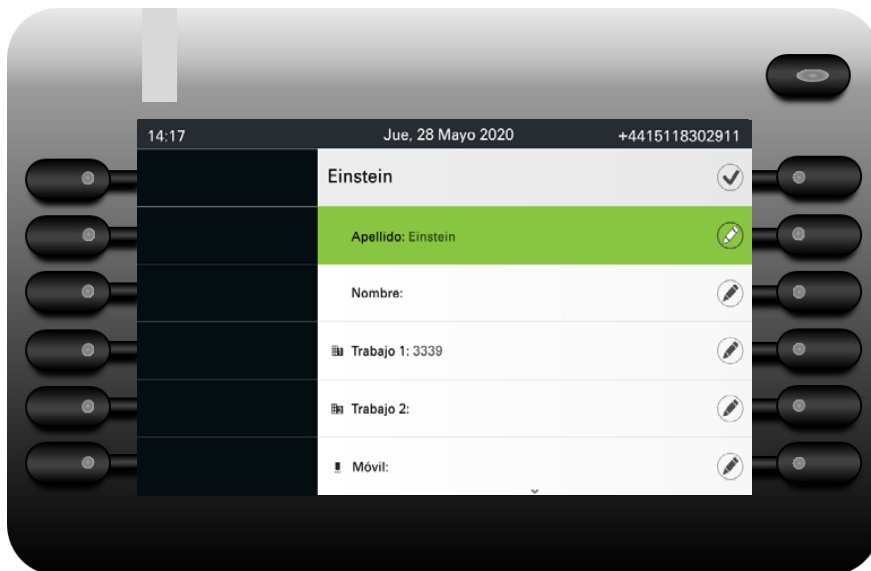 14:17 Jue, 28 Mayo 2020 +4415118302911
Einstein
Apellido: Einstein
Nombre:
Trabajo 1: 3339
Trabajo 2:
Móvil: